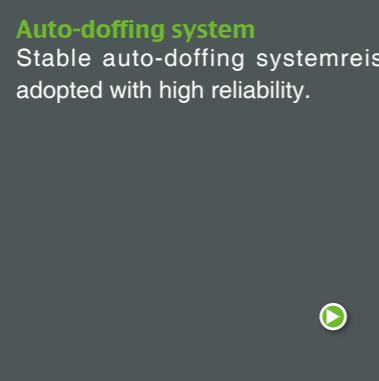 Auto-doffing system
Stable auto-doffing systemreis
adopted with high reliability.